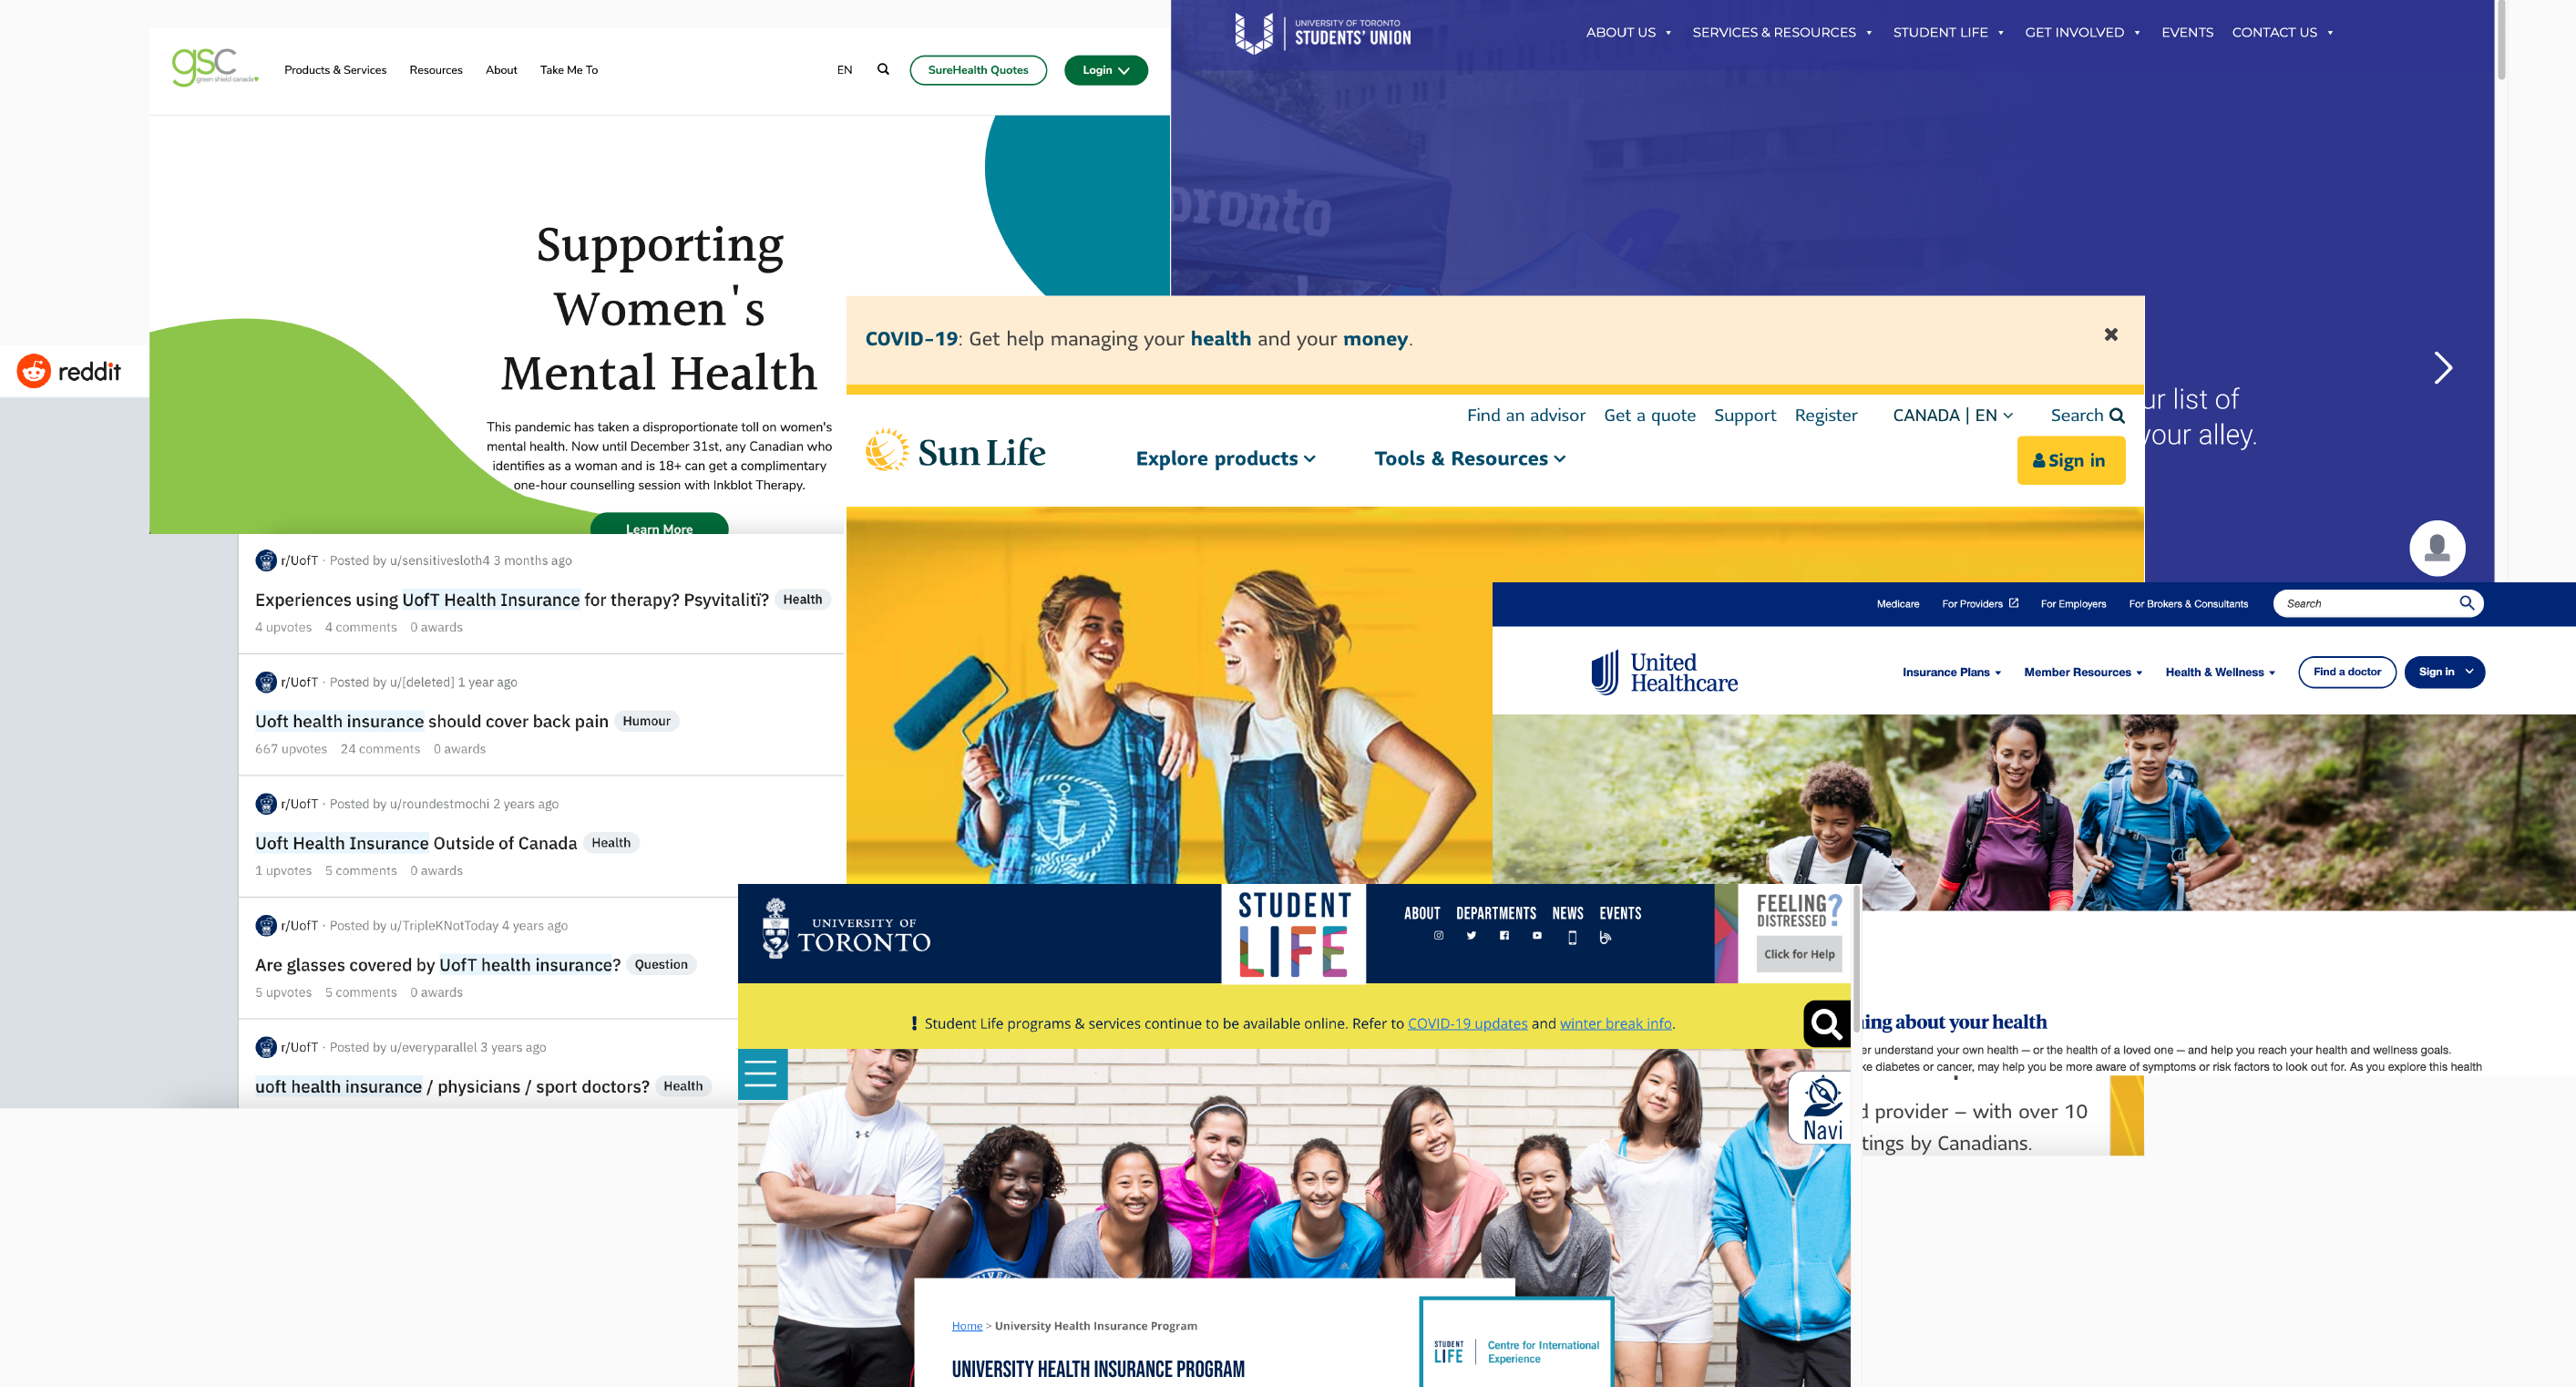 gsc
green shield canada
Products & Services Resources About Take Me To
EN
SureHealth Quotes
Login
Supporting
Women's
Mental Health
This pandemic has taken a disproportionate toll on women's
mental health. Now until December 31st, any Canadian who
identifies as a woman and is 18+ can get a complimentary
one-hour counselling session with Inkblot Therapy.
Learn More
UNIVERSITY OF TORONTO
STUDENTS' UNION
ABOUT US SERVICES & RESOURCES STUDENT LIFE GET INVOLVED EVENTS CONTACT US
oronto
ur list of
your alley.
reddit
r/UofT · Posted by u/sensitivesloth4 3 months ago
Experiences using UofT Health Insurance for therapy? Psyvitalitï? Health
4 upvotes 4 comments 0 awards
r/UofT · Posted by u/[deleted] 1 year ago
Uoft health insurance should cover back pain Humour
667 upvotes 24 comments 0 awards
r/UofT · Posted by u/roundestmochi 2 years ago
Uoft Health Insurance Outside of Canada Health
1 upvotes 5 comments 0 awards
r/UofT · Posted by u/TripleKNotToday 4 years ago
Are glasses covered by UofT health insurance? Question
5 upvotes 5 comments 0 awards
r/UofT · Posted by u/everyparallel 3 years ago
uoft health insurance / physicians / sport doctors? Health
COVID-19: Get help managing your health and your money.
Find an advisor Get a quote Support Register CANADA | EN Search
Sun Life
Explore products Tools & Resources
Sign in
Medicare For Providers For Employers For Brokers & Consultants Search
United
Healthcare
Insurance Plans Member Resources Health & Wellness Find a doctor Sign in
ing about your health
er understand your own health — or the health of a loved one — and help you reach your health and wellness goals.
ke diabetes or cancer, may help you be more aware of symptoms or risk factors to look out for. As you explore this health
d provider – with over 10
tings by Canadians.
UNIVERSITY OF
TORONTO
STUDENT
LIFE
ABOUT DEPARTMENTS NEWS EVENTS
FEELING
DISTRESSED?
Click for Help
! Student Life programs & services continue to be available online. Refer to COVID-19 updates and winter break info.
Navi
Home > University Health Insurance Program
UNIVERSITY HEALTH INSURANCE PROGRAM
STUDENT
LIFE
Centre for International
Experience